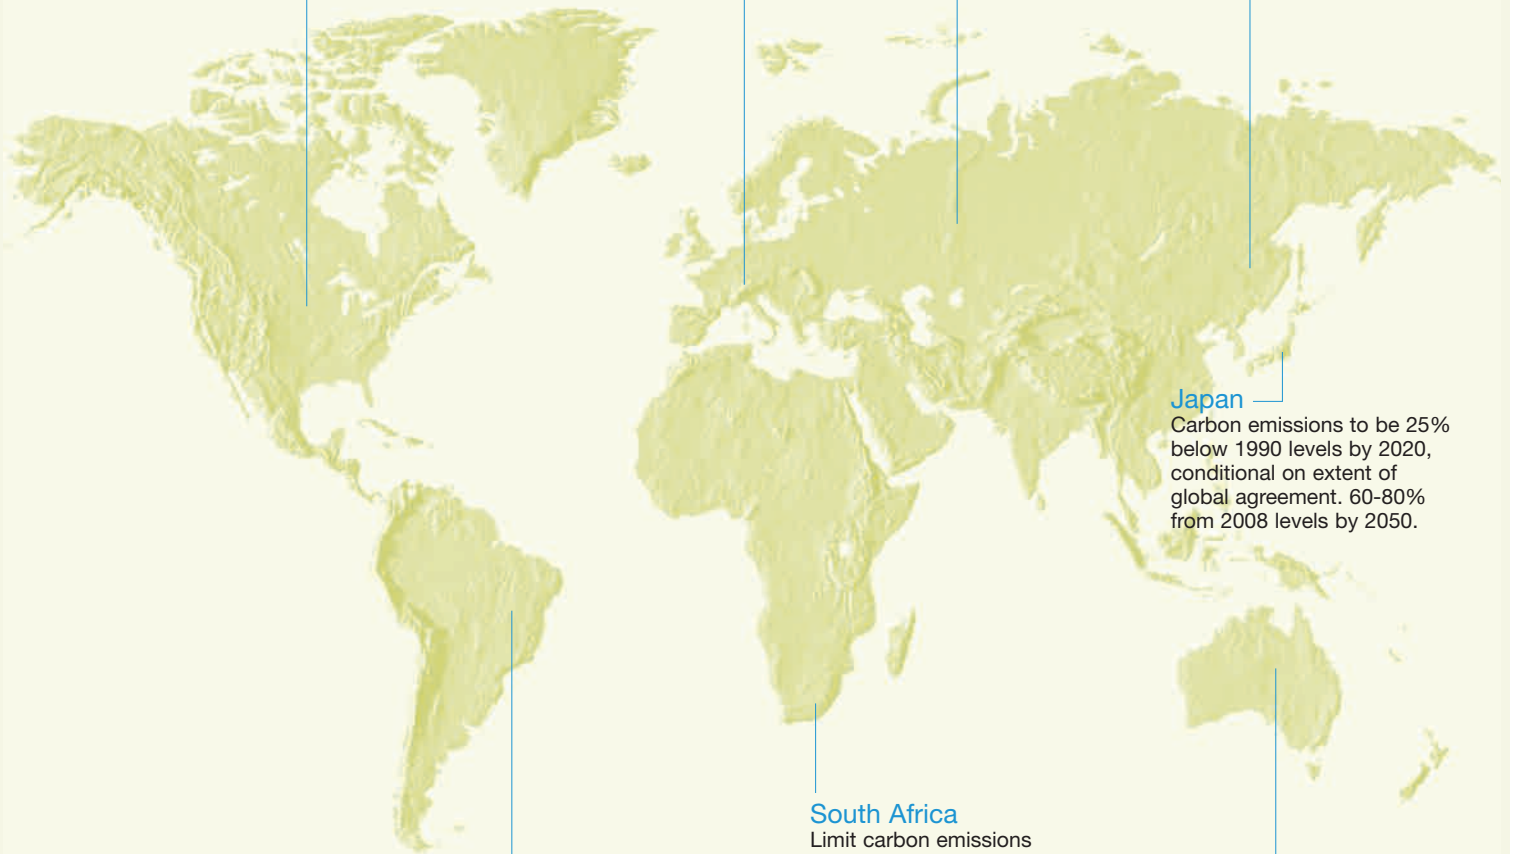 Japan
Carbon emissions to be 25%
below 1990 levels by 2020,
conditional on extent of
global agreement. 60-80%
from 2008 levels by 2050.
South Africa
Limit carbon emissions